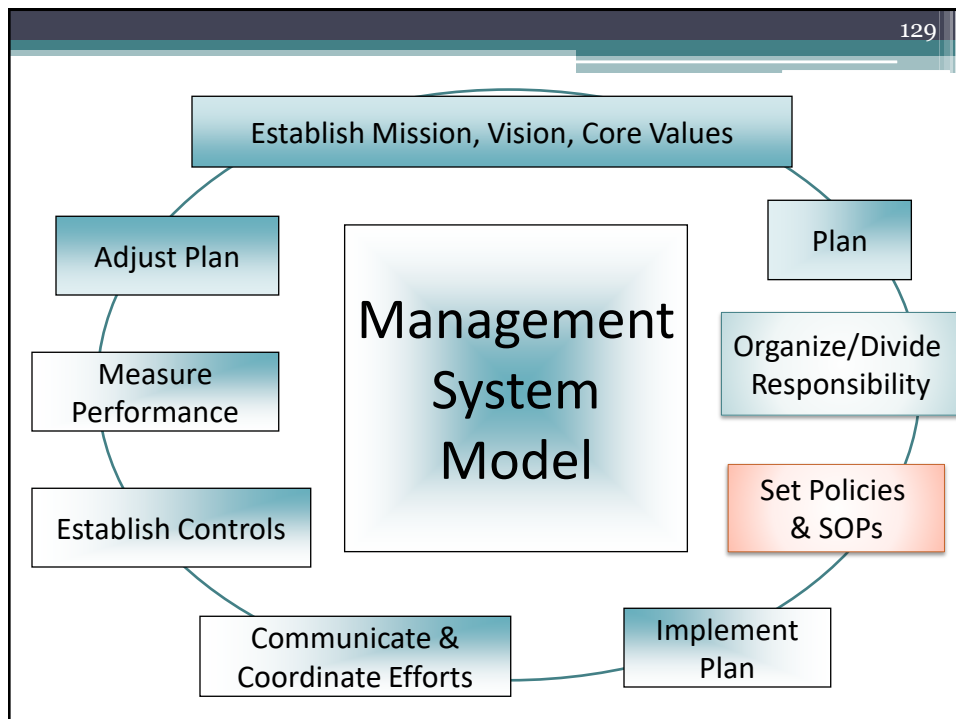 129
Establish Mission, Vision, Core Values
Plan
Organize/Divide
Responsibility
Set Policies
& SOPs
Implement
Plan
Communicate &
Coordinate Efforts
Establish Controls
Measure
Performance
Adjust Plan
Management
System
Model